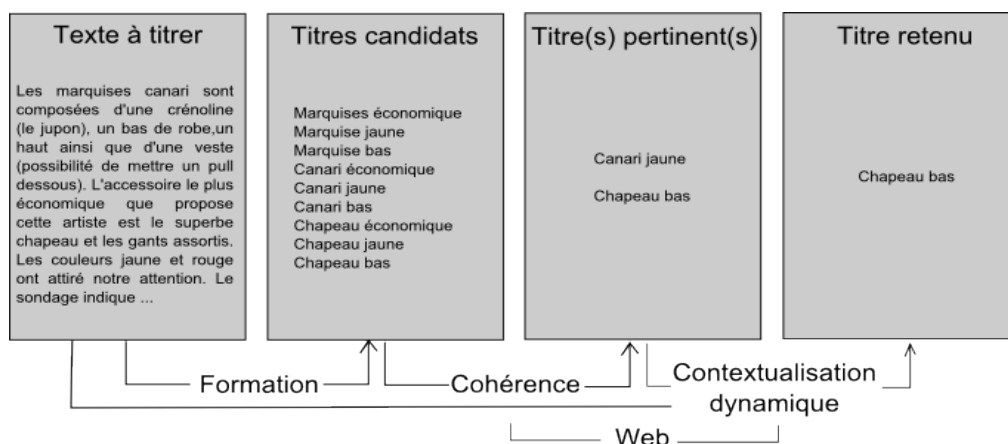 Texte à titrer
Les marquises canari sont
composées d'une crénoline
(le jupon), un bas de robe,un
haut ainsi que d'une veste
(possibilité de mettre un pull
dessous). L'accessoire le plus
économique que propose
cette artiste est le superbe
chapeau et les gants assortis.
Les couleurs jaune et rouge
ont attiré notre attention. Le
sondage indique ...
Titres candidats
Marquises économique
Marquise jaune
Marquise bas
Canari économique
Canari jaune
Canari bas
Chapeau économique
Chapeau jaune
Chapeau bas
Titre(s) pertinent(s)
Canari jaune
Chapeau bas
Titre retenu
Chapeau bas
Formation
Cohérence
Contextualisation
dynamique
Web